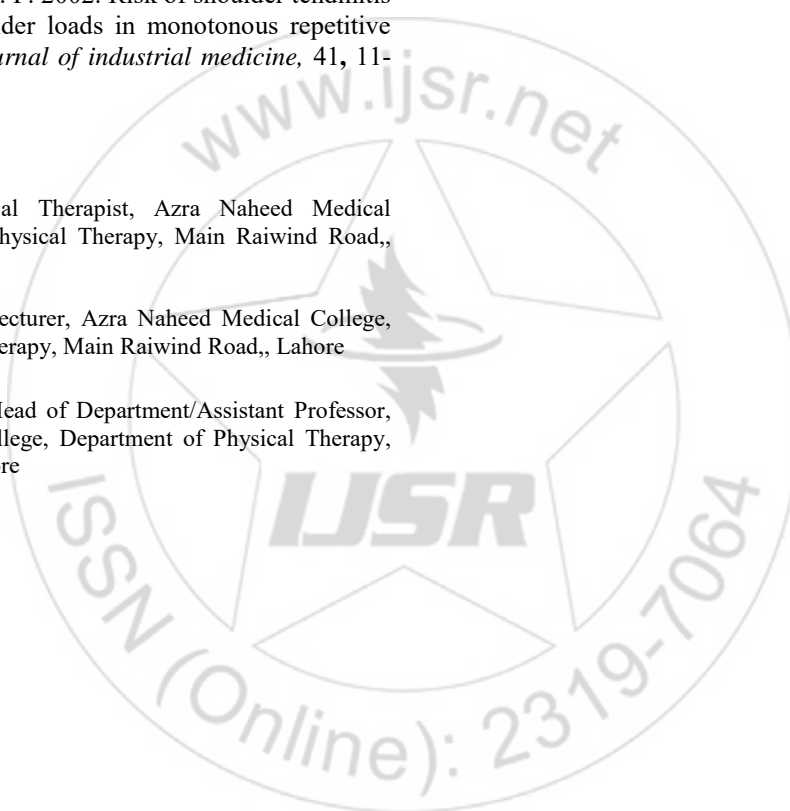 . F. 2002. Risk of shoulder tendinitis
lder loads in monotonous repetitive
urnal of industrial medicine, 41, 11-
www.ijsr.net
al Therapist, Azra Naheed Medical
hysical Therapy, Main Raiwind Road,,
ecturer, Azra Naheed Medical College,
erapy, Main Raiwind Road,, Lahore
Head of Department/Assistant Professor,
llege, Department of Physical Therapy,
ore
IJSR
ISSN (Online): 2319-7064